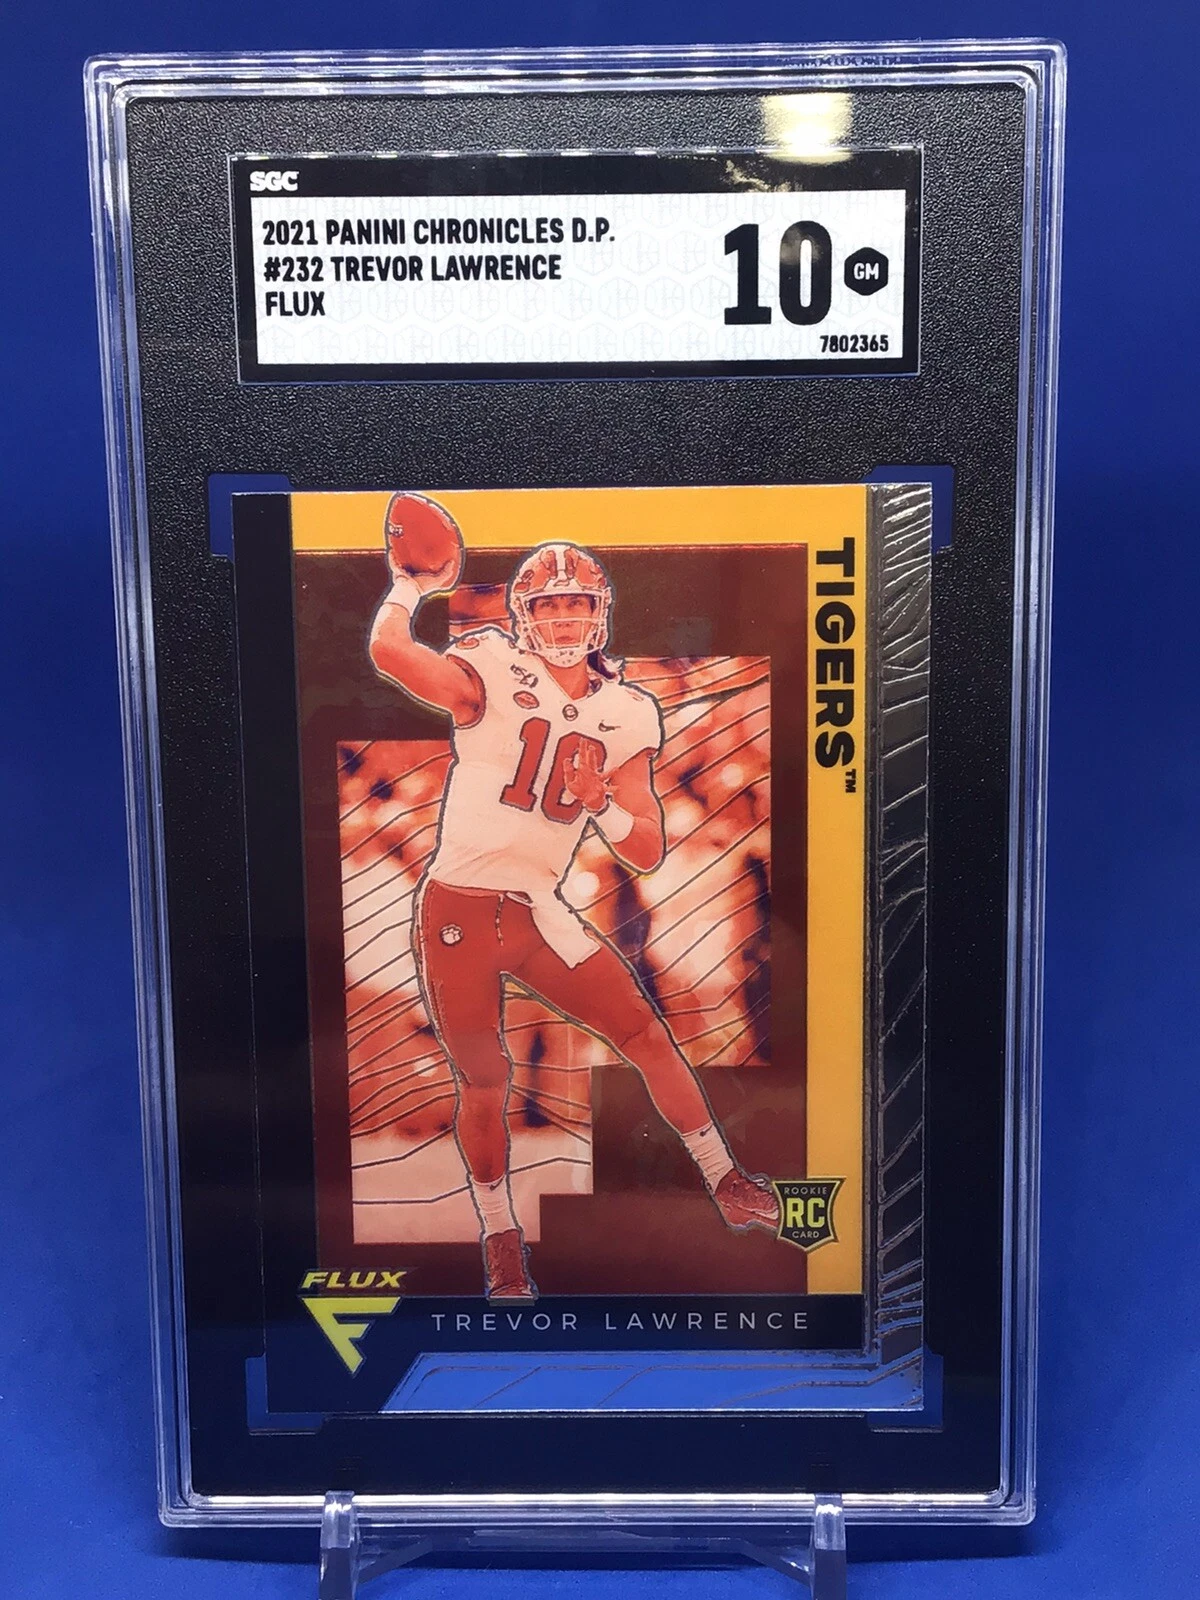 SGC
2021 PANINI CHRONICLES D.P.
#232 TREVOR LAWRENCE
FLUX
10 GM
7802365
TIGERS™
10
ROOKIE
RC
CARD
FLUX
F
TREVOR LAWRENCE